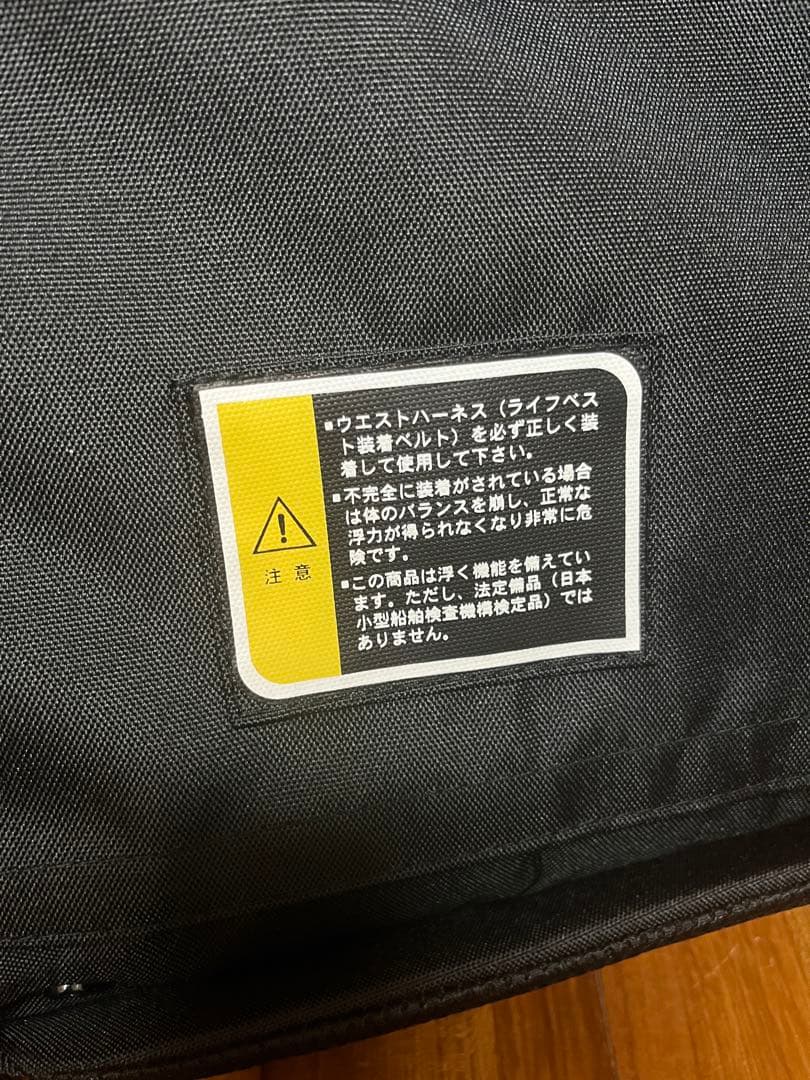 注意
■ウエストハーネス（ライフベス
ト装着ベルト）を必ず正しく装
着して使用して下さい。
■不完全に装着がされている場合
は体のバランスを崩し、正常な
浮力が得られなくなり非常に危
険です。
■この商品は浮く機能を備えてい
ます。ただし、法定備品（日本
小型船舶検査機構検定品）では
ありません。